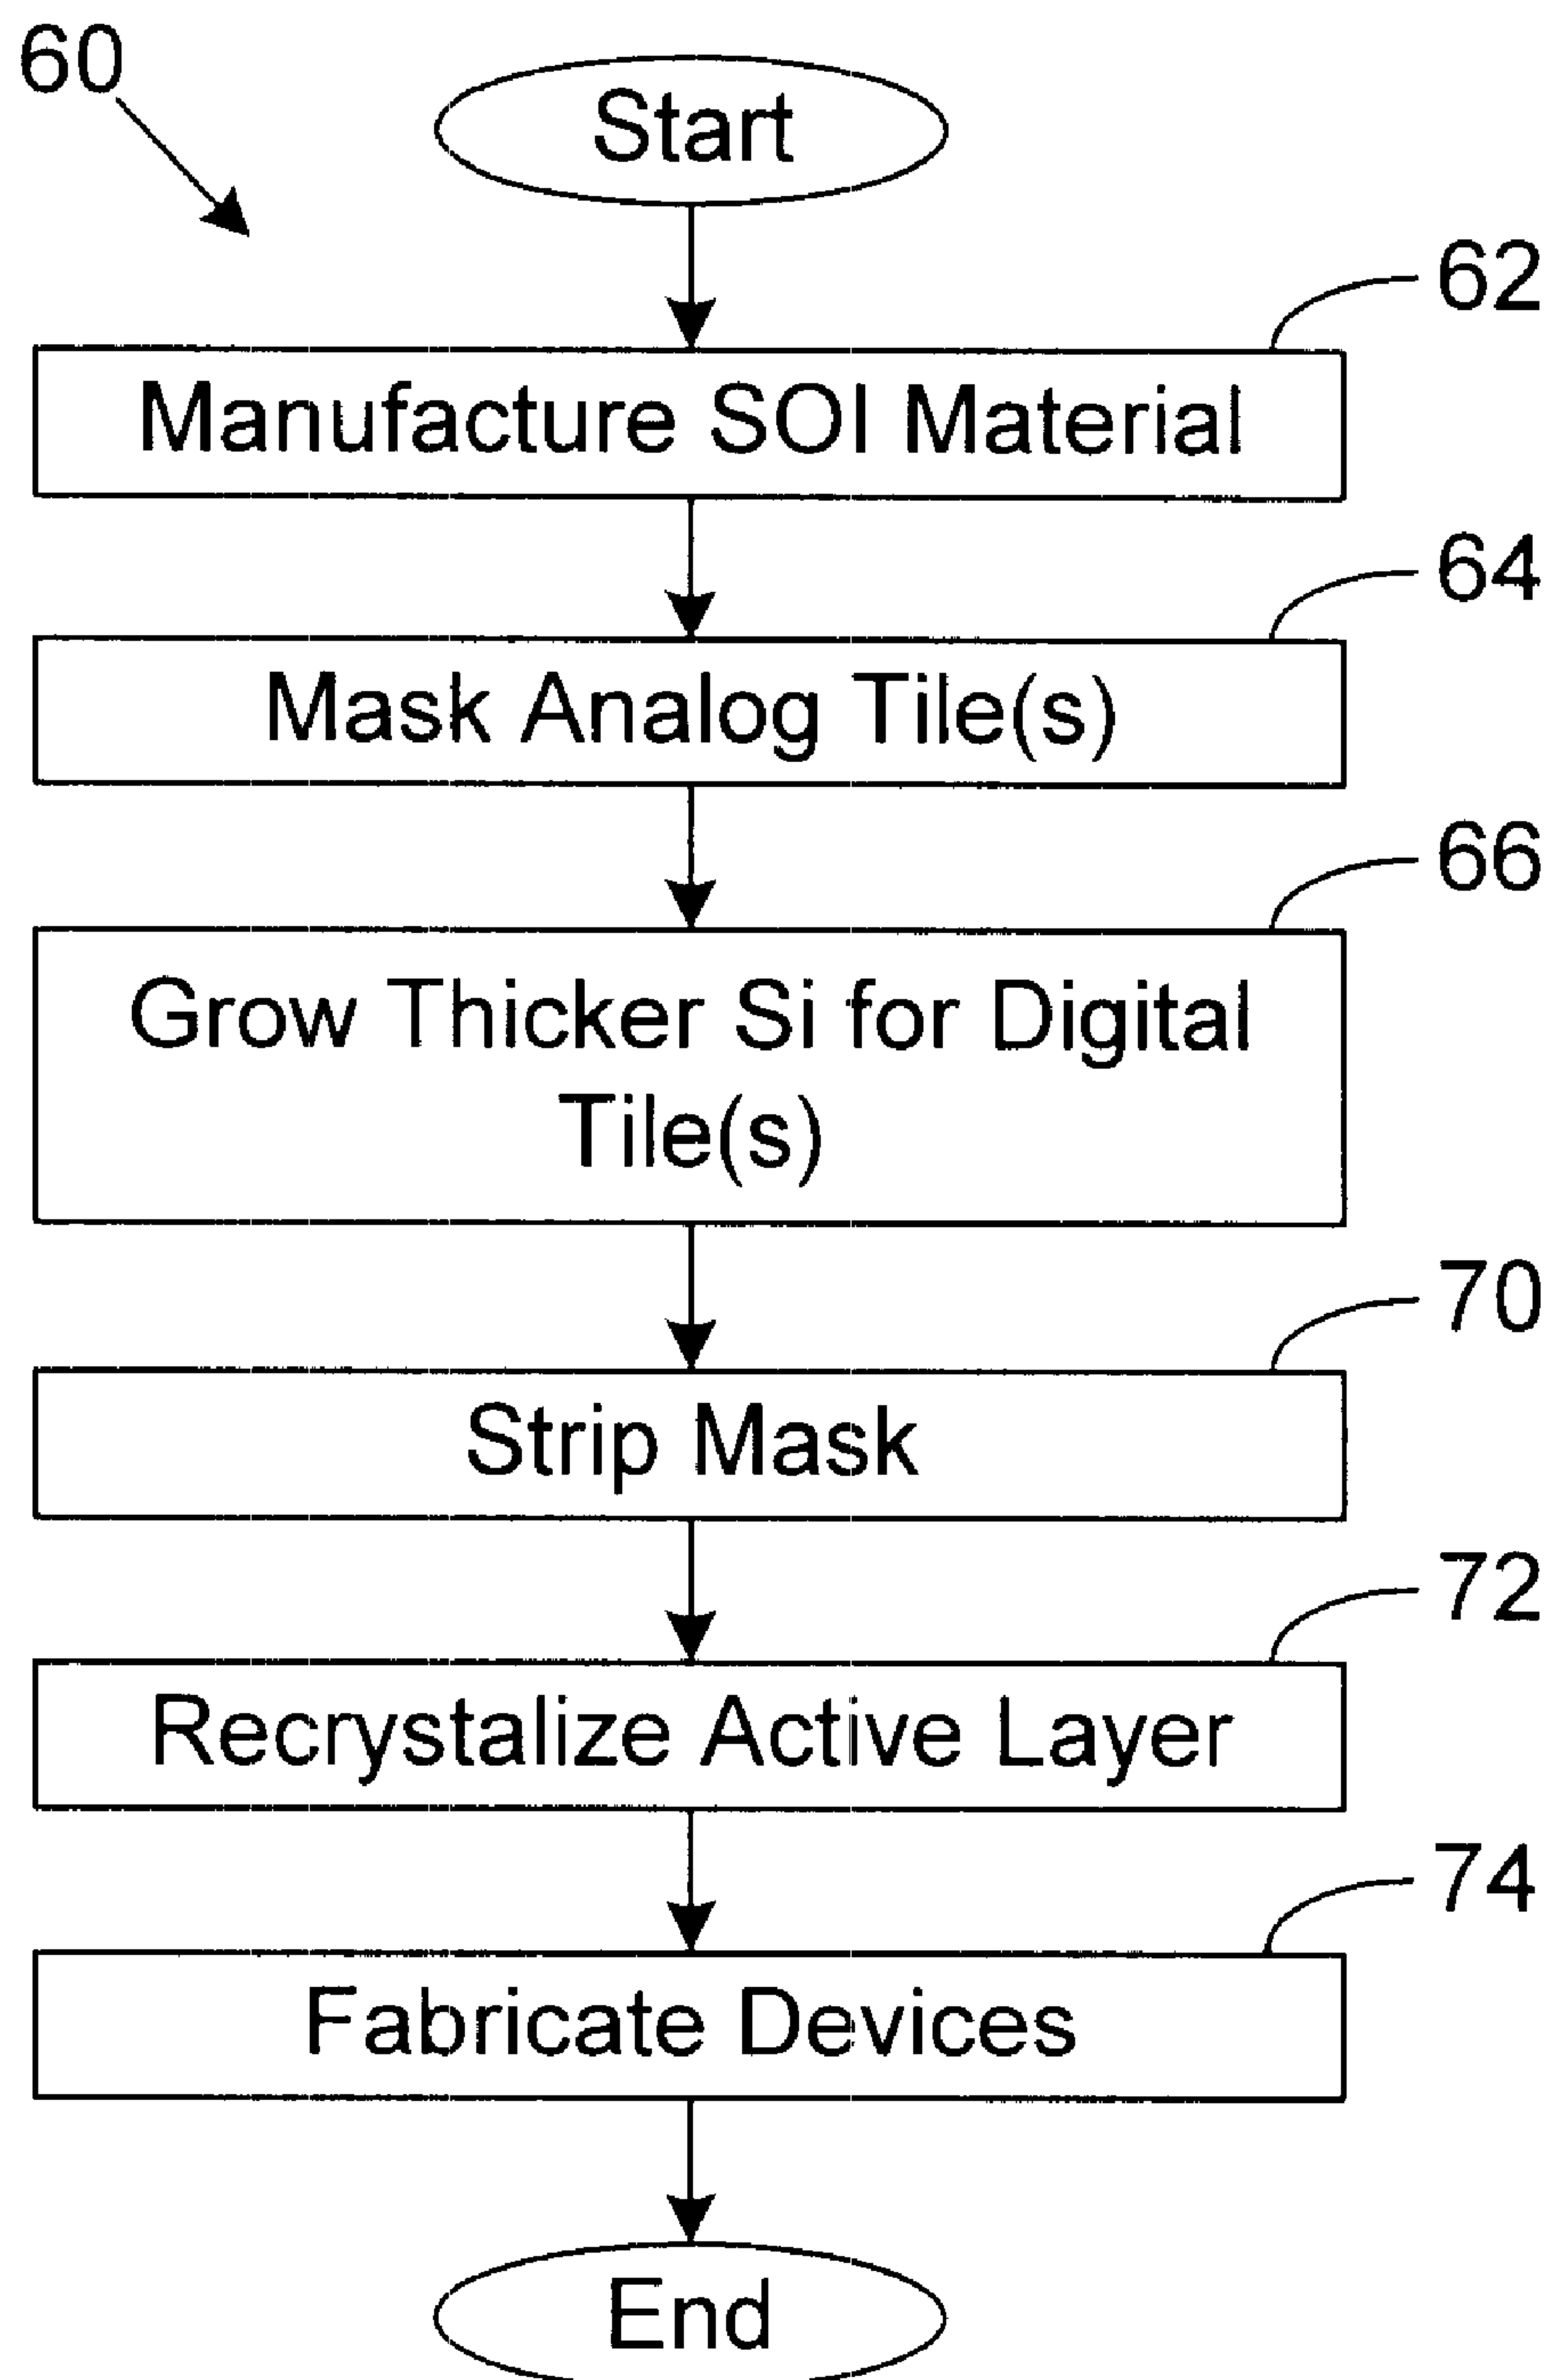 60
Start
62
Manufacture SOI Material
64
Mask Analog Tile(s)
66
Grow Thicker Si for Digital
Tile(s)
70
Strip Mask
72
Recrystalize Active Layer
74
Fabricate Devices
End